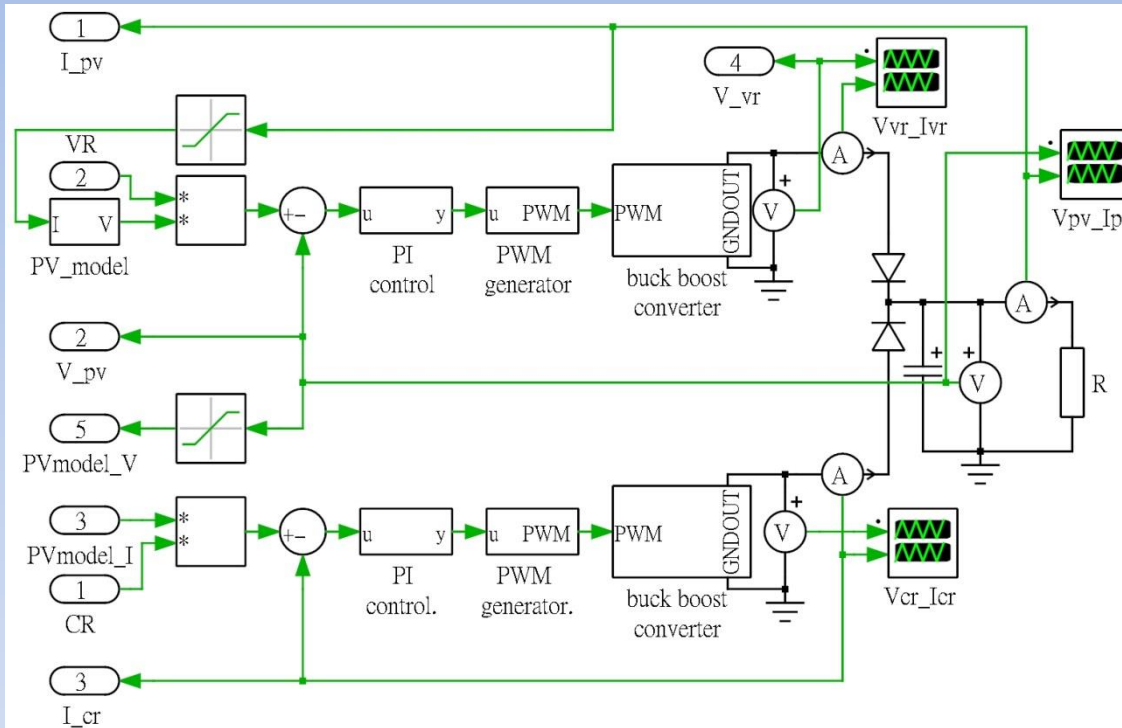 1
I_pv
4
V_vr
Vvr_Ivr
VR
2
*
*
I V
PV_model
+-
u y
PI
control
u PWM
PWM
generator
PWM
GNDOUT
buck boost
converter
+
V
A
Vpv_Ip
2
V_pv
A
+
+
V
R
5
PVmodel_V
3
PVmodel_I
*
*
1
CR
+-
u y
PI
control.
u PWM
PWM
generator.
PWM
GNDOUT
buck boost
converter
+
V
A
Vcr_Icr
3
I_cr